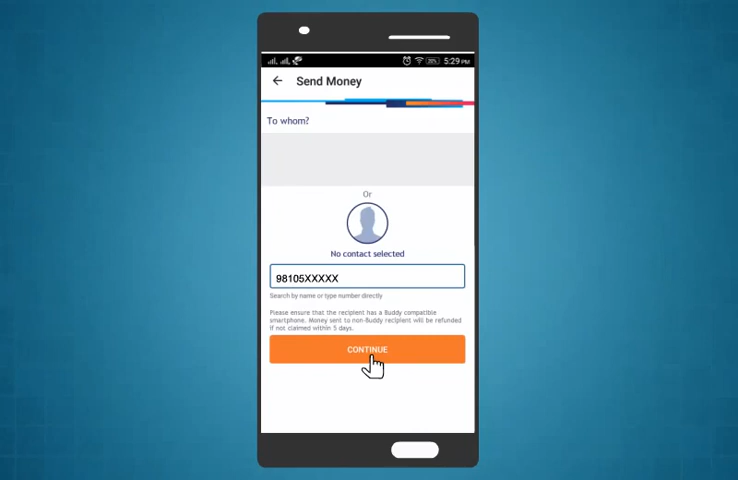 5:29 PM
Send Money
To whom?
Or
No contact selected
98105XXXXX
Search by name or type number directly
Please ensure that the recipient has a Buddy compatible
smartphone. Money sent to non-Buddy recipient will be refunded
if not claimed within 5 days.
CONTINUE